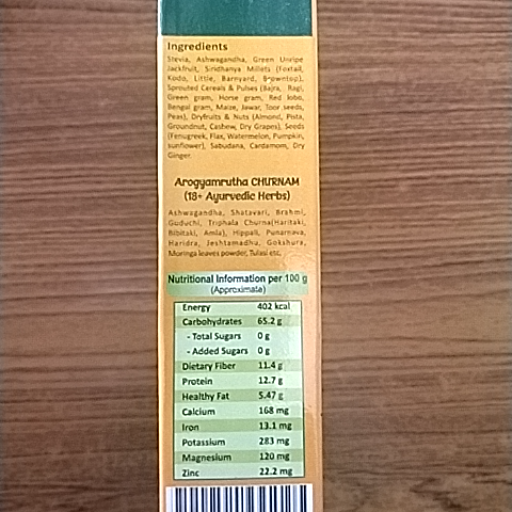 Ingredients
Stevia, Ashwagandha, Green Unripe
Jackfruit, Siridhanya Millets (Foxtail,
Kodo, Little, Barnyard, Browntop),
Sprouted Cereals & Pulses (Bajra, Ragi,
Green gram, Horse gram, Red lobo,
Bengal gram, Maize, Jawar, Toor seeds,
Peas), Dryfruits & Nuts (Almond, Pista,
Groundnut, Cashew, Dry Grapes), Seeds
(Fenugreek, Flax, Watermelon, Pumpkin,
sunflower), Sabudana, Cardamom, Dry
Ginger.
Arogyamrutha CHURNAM
(18+ Ayurvedic Herbs)
Ashwagandha, Shatavari, Brahmi,
Guduchi, Triphala Churna(Haritaki,
Bibitaki, Amla), Hippali, Punarnava,
Haridra, Jeshtamadha, Gokshura,
Moringa leaves powder, Tulasi etc.
Nutritional Information per 100 g
(Approximate)
Energy 402 kcal
Carbohydrates 65.2 g
- Total Sugars 0 g
- Added Sugars 0 g
Dietary Fiber 11.4 g
Protein 12.7 g
Healthy Fat 5.47 g
Calcium 168 mg
Iron 13.1 mg
Potassium 283 mg
Magnesium 120 mg
Zinc 22.2 mg